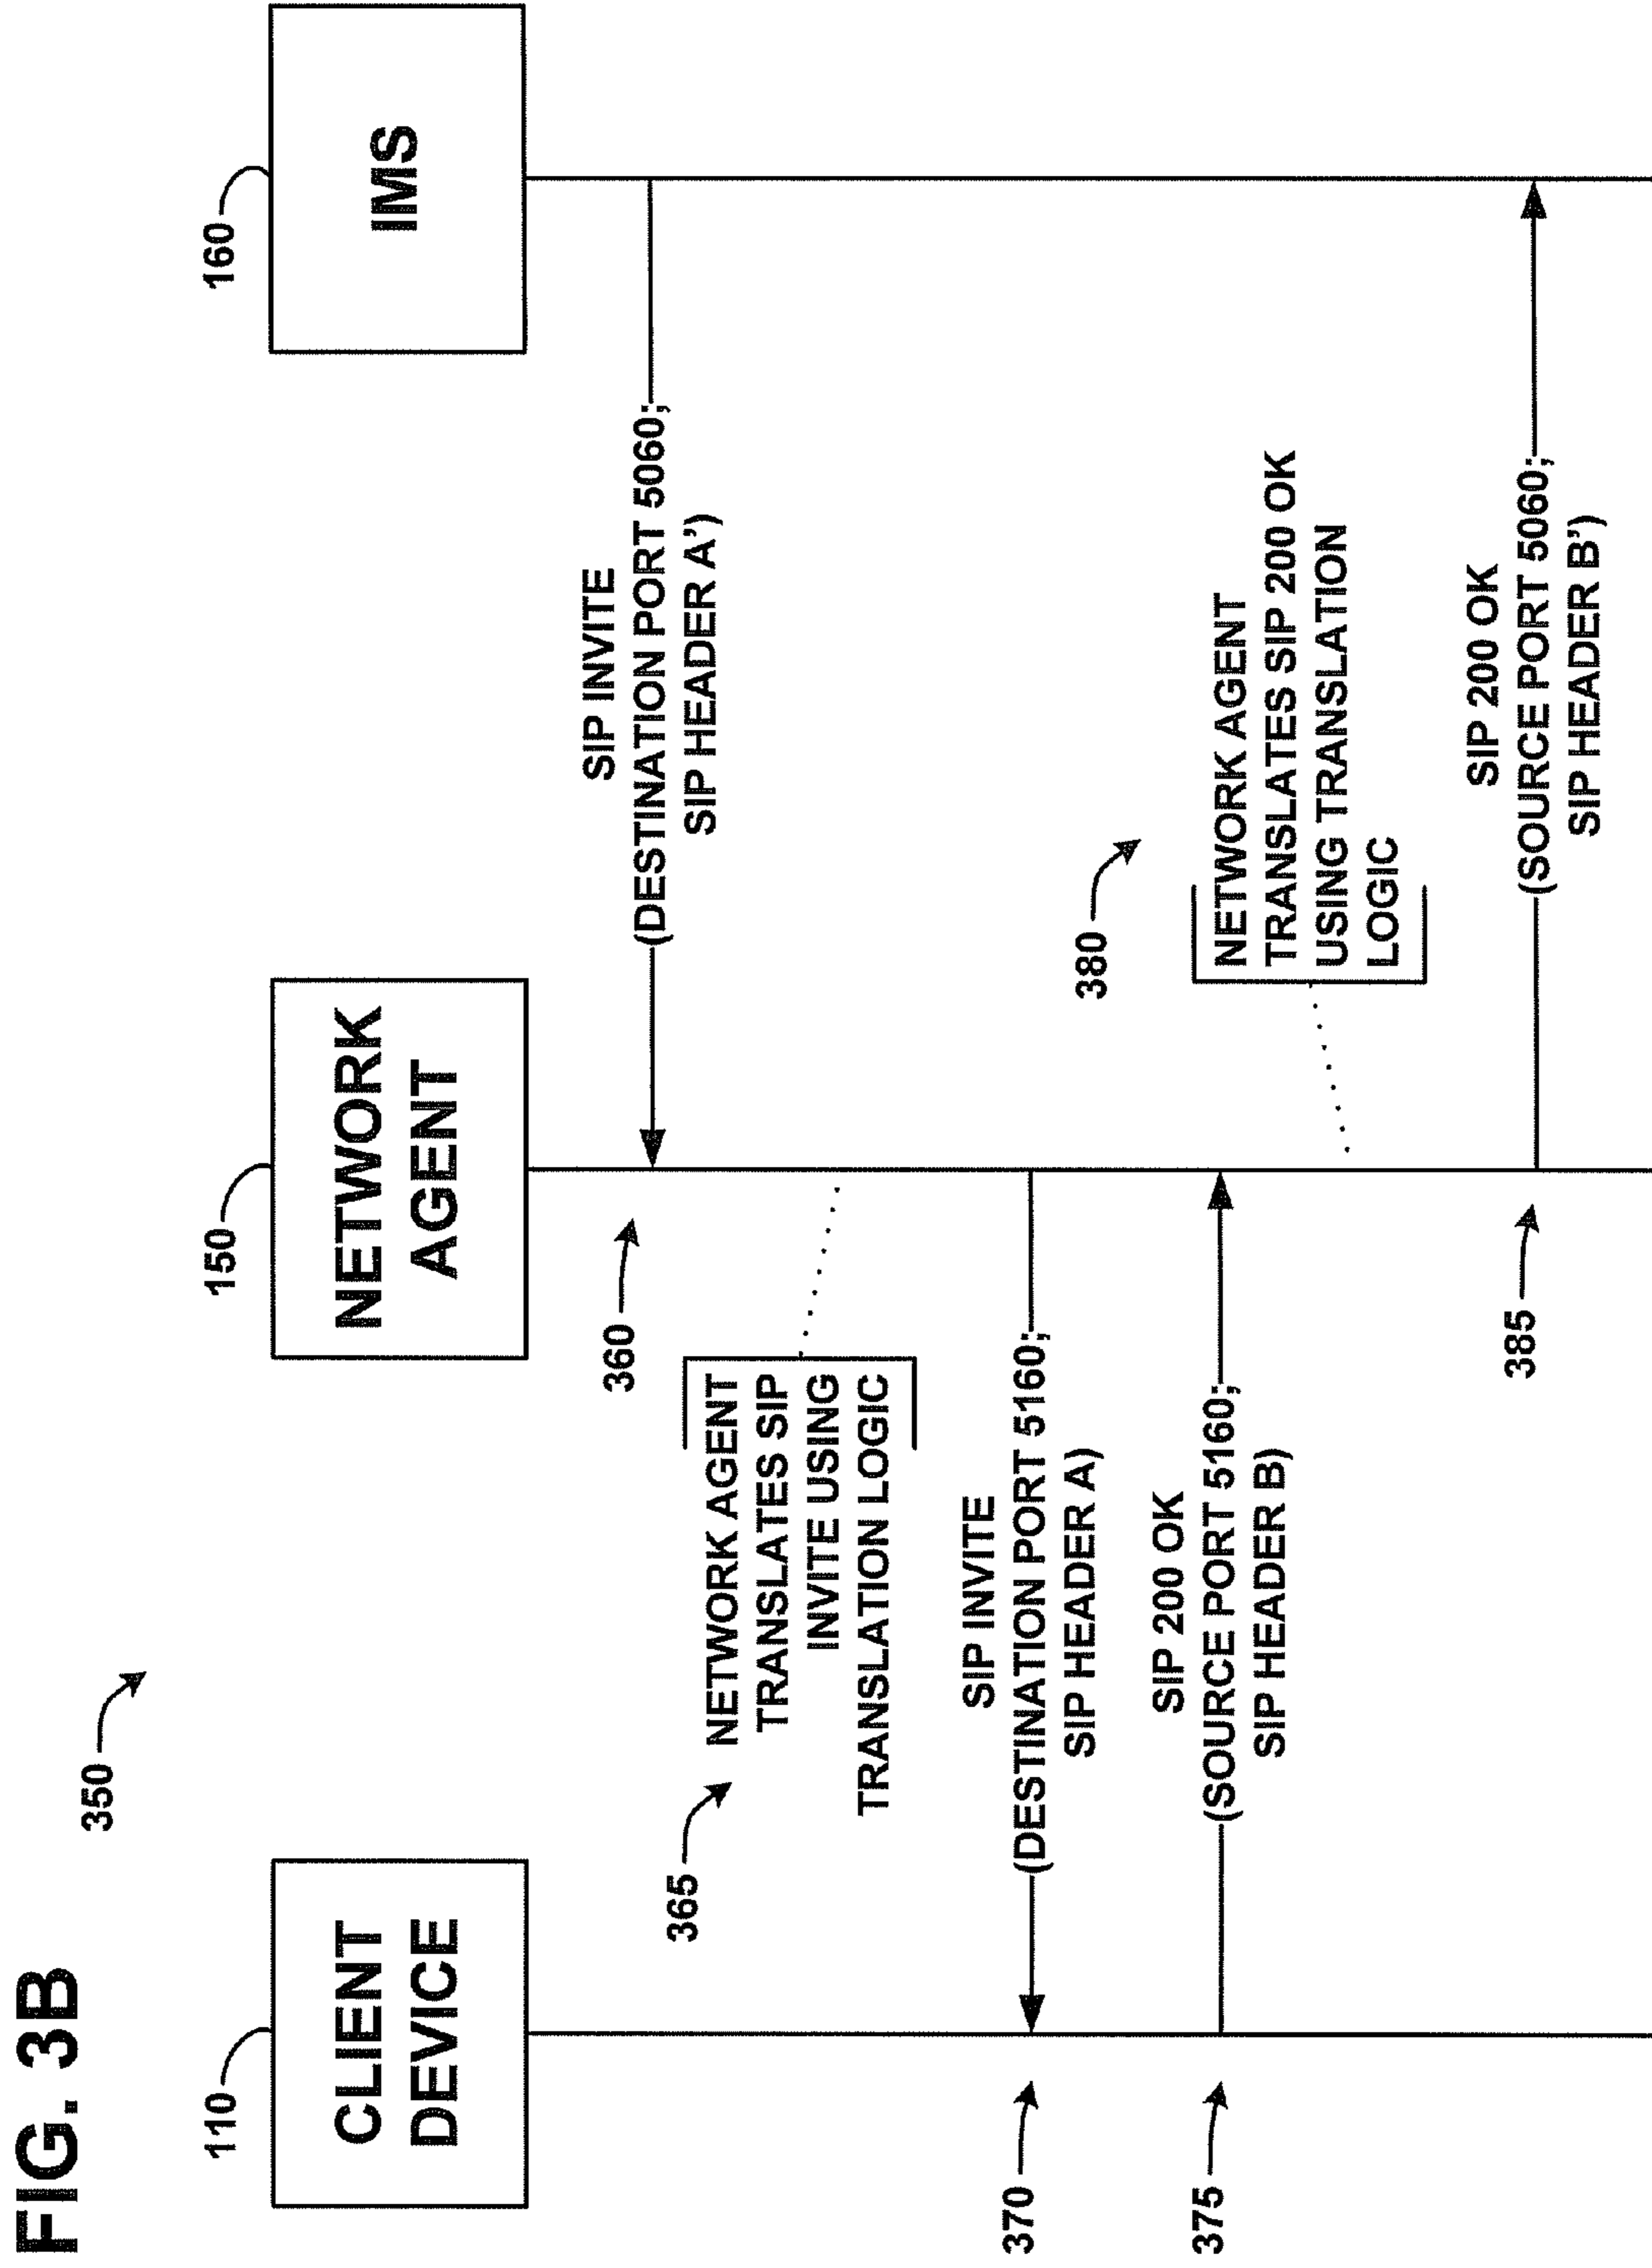 FIG. 3B
350
110
CLIENT
DEVICE
150
NETWORK
AGENT
160
IMS
360
SIP INVITE
(DESTINATION PORT 5060;
SIP HEADER A')
365
NETWORK AGENT
TRANSLATES SIP
INVITE USING
TRANSLATION LOGIC
370
SIP INVITE
(DESTINATION PORT 5160;
SIP HEADER A)
375
SIP 200 OK
(SOURCE PORT 5160;
SIP HEADER B)
380
NETWORK AGENT
TRANSLATES SIP 200 OK
USING TRANSLATION
LOGIC
385
SIP 200 OK
(SOURCE PORT 5060;
SIP HEADER B')